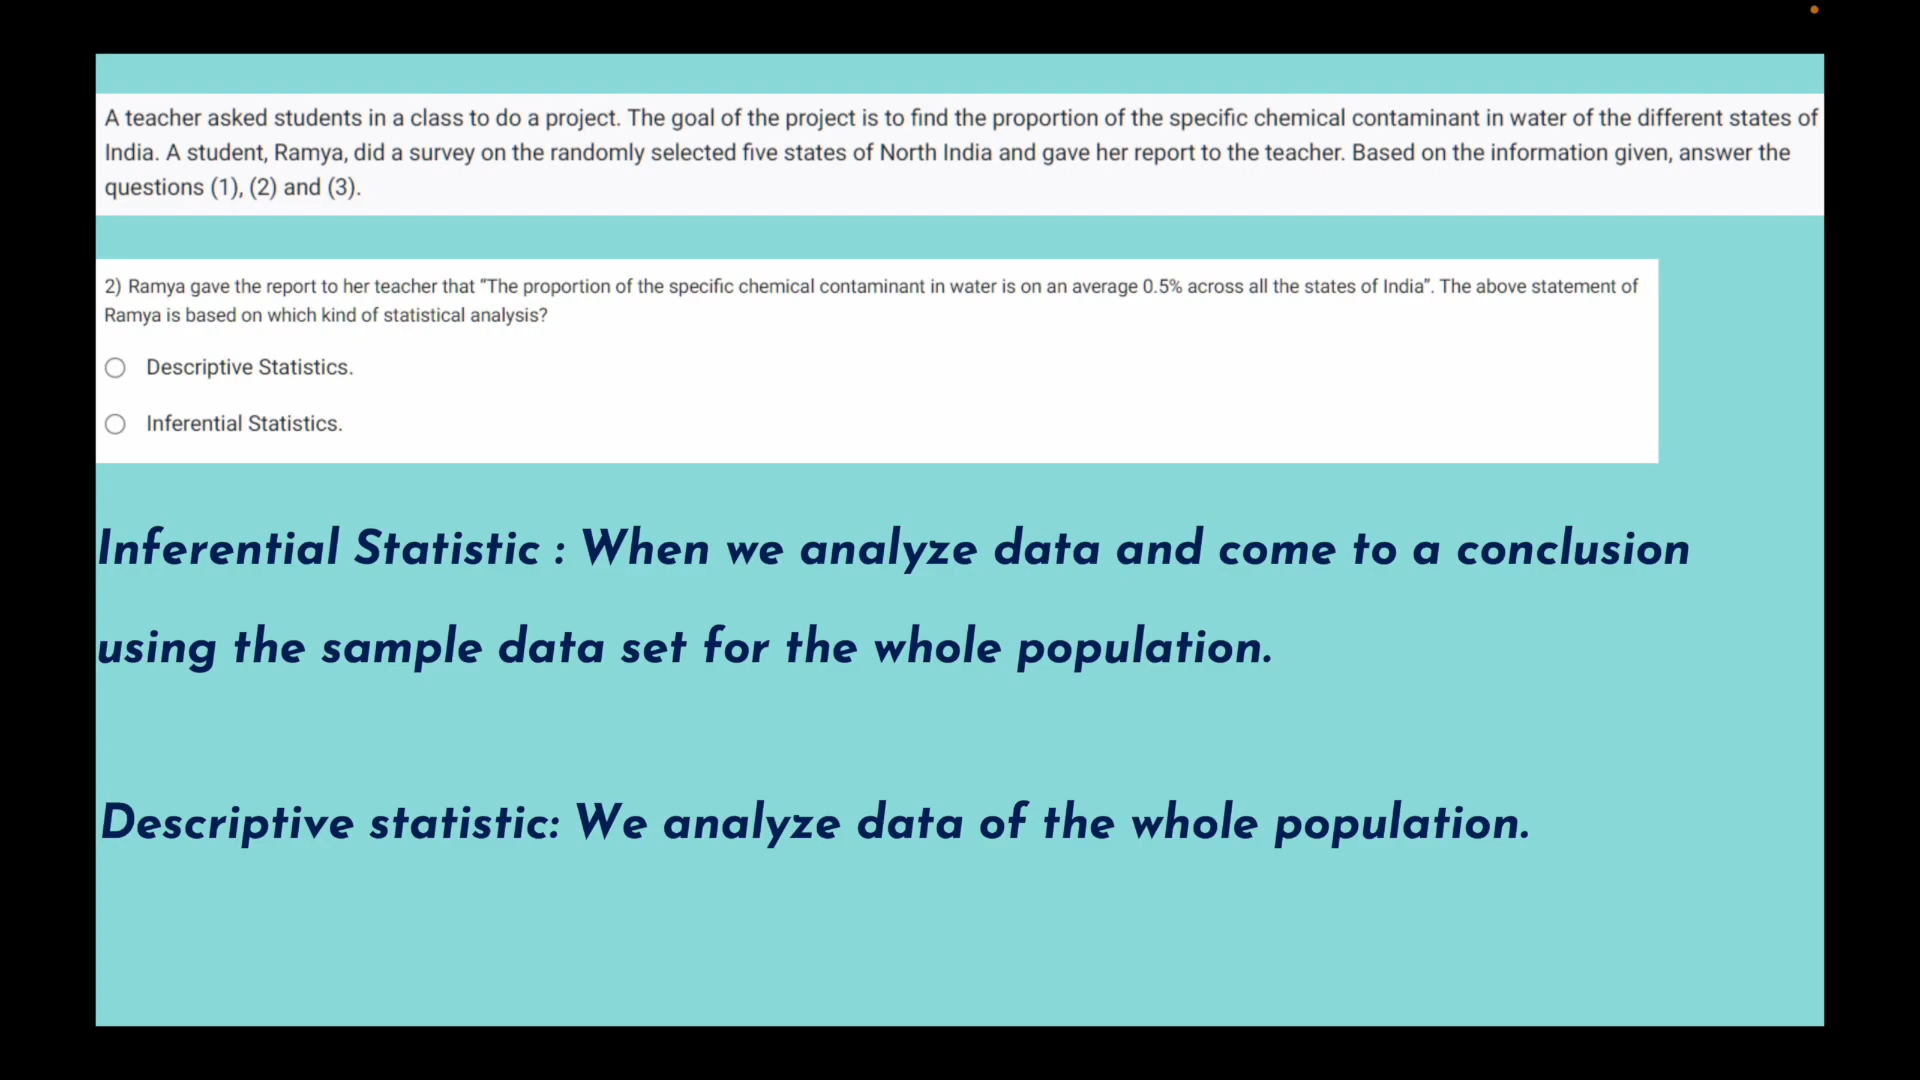 A teacher asked students in a class to do a project. The goal of the project is to find the proportion of the specific chemical contaminant in water of the different states of
India. A student, Ramya, did a survey on the randomly selected five states of North India and gave her report to the teacher. Based on the information given, answer the
questions (1), (2) and (3).
2) Ramya gave the report to her teacher that “The proportion of the specific chemical contaminant in water is on an average 0.5% across all the states of India”. The above statement of
Ramya is based on which kind of statistical analysis?
Descriptive Statistics.
Inferential Statistics.
Inferential Statistic : When we analyze data and come to a conclusion
using the sample data set for the whole population.
Descriptive statistic: We analyze data of the whole population.